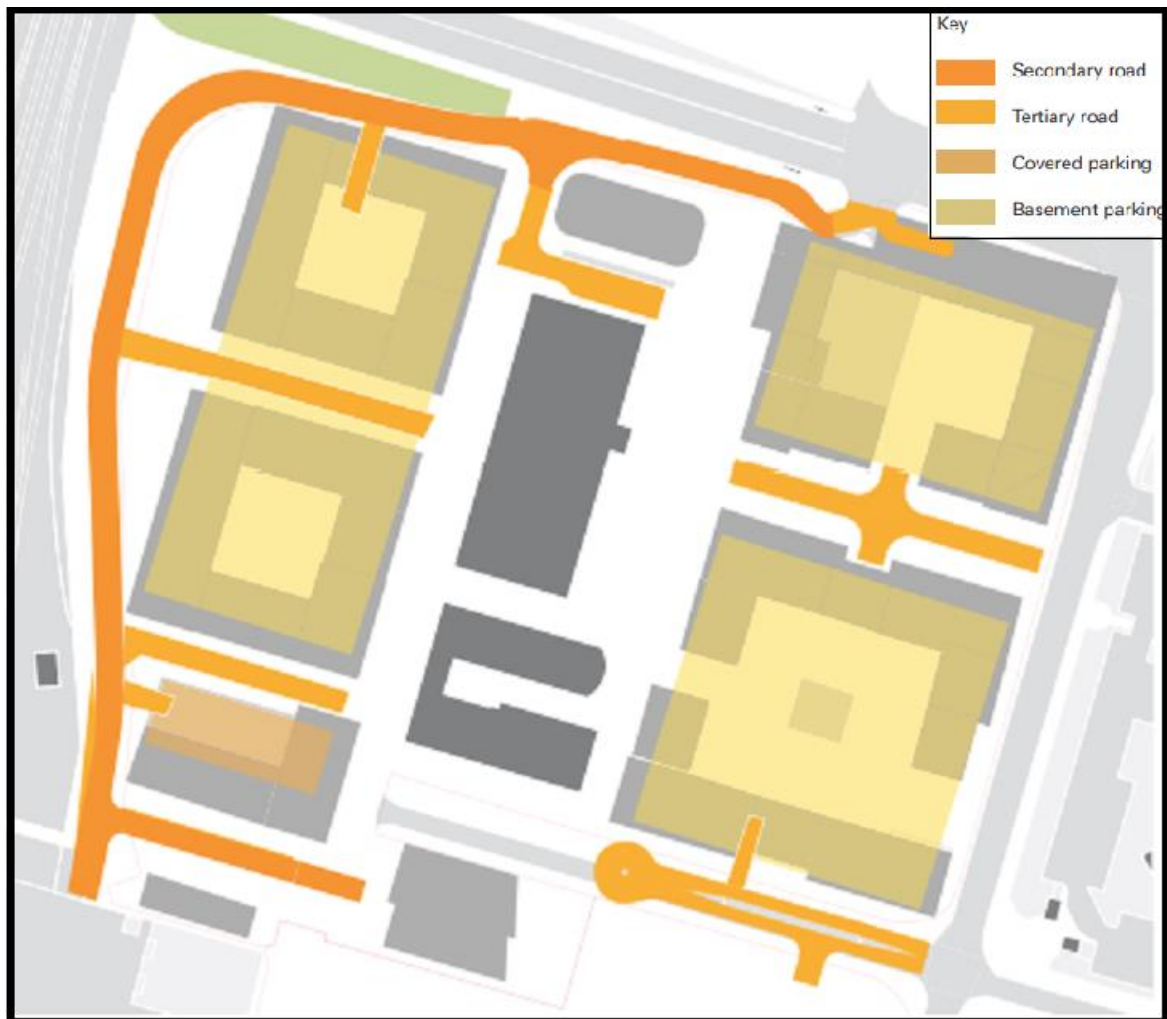 Key
Secondary road
Tertiary road
Covered parking
Basement parking